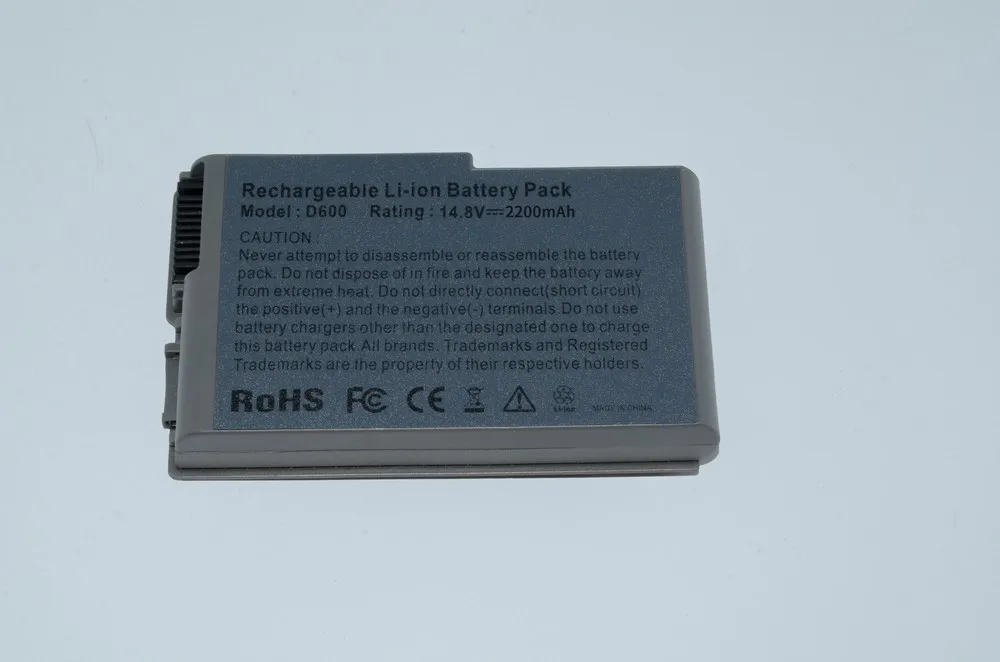 Rechargeable Li-ion Battery Pack
Model : D600 Rating : 14.8V⎓2200mAh
CAUTION :
Never attempt to disassemble or reassemble the battery
pack. Do not dispose of in fire and keep the battery away
from extreme heat. Do not directly connect(short circuit)
the positive(+) and the negative(-) terminals.Do not use
battery chargers other than the designated one to charge
this battery pack.All brands. Trademarks and Registered
Trademarks are the property of their respective holders.
RoHS FC CE Li-ion MADE IN CHINA